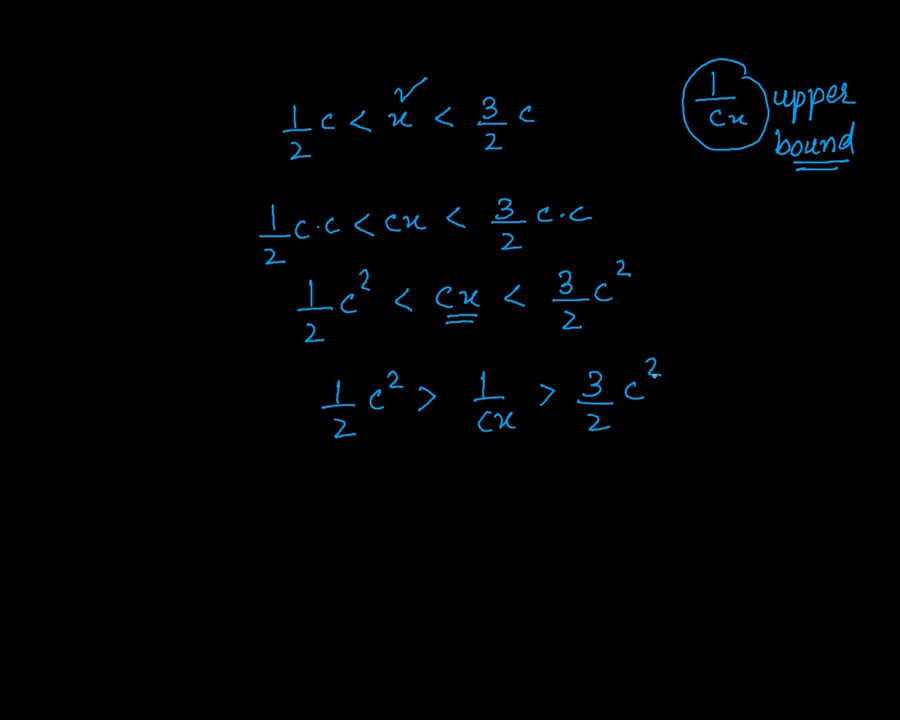 1/2 c < x < 3/2 c
1/cx upper
bound
1/2 c·c < cx < 3/2 c·c
1/2 c² < cx < 3/2 c²
1/2 c² > 1/cx > 3/2 c²